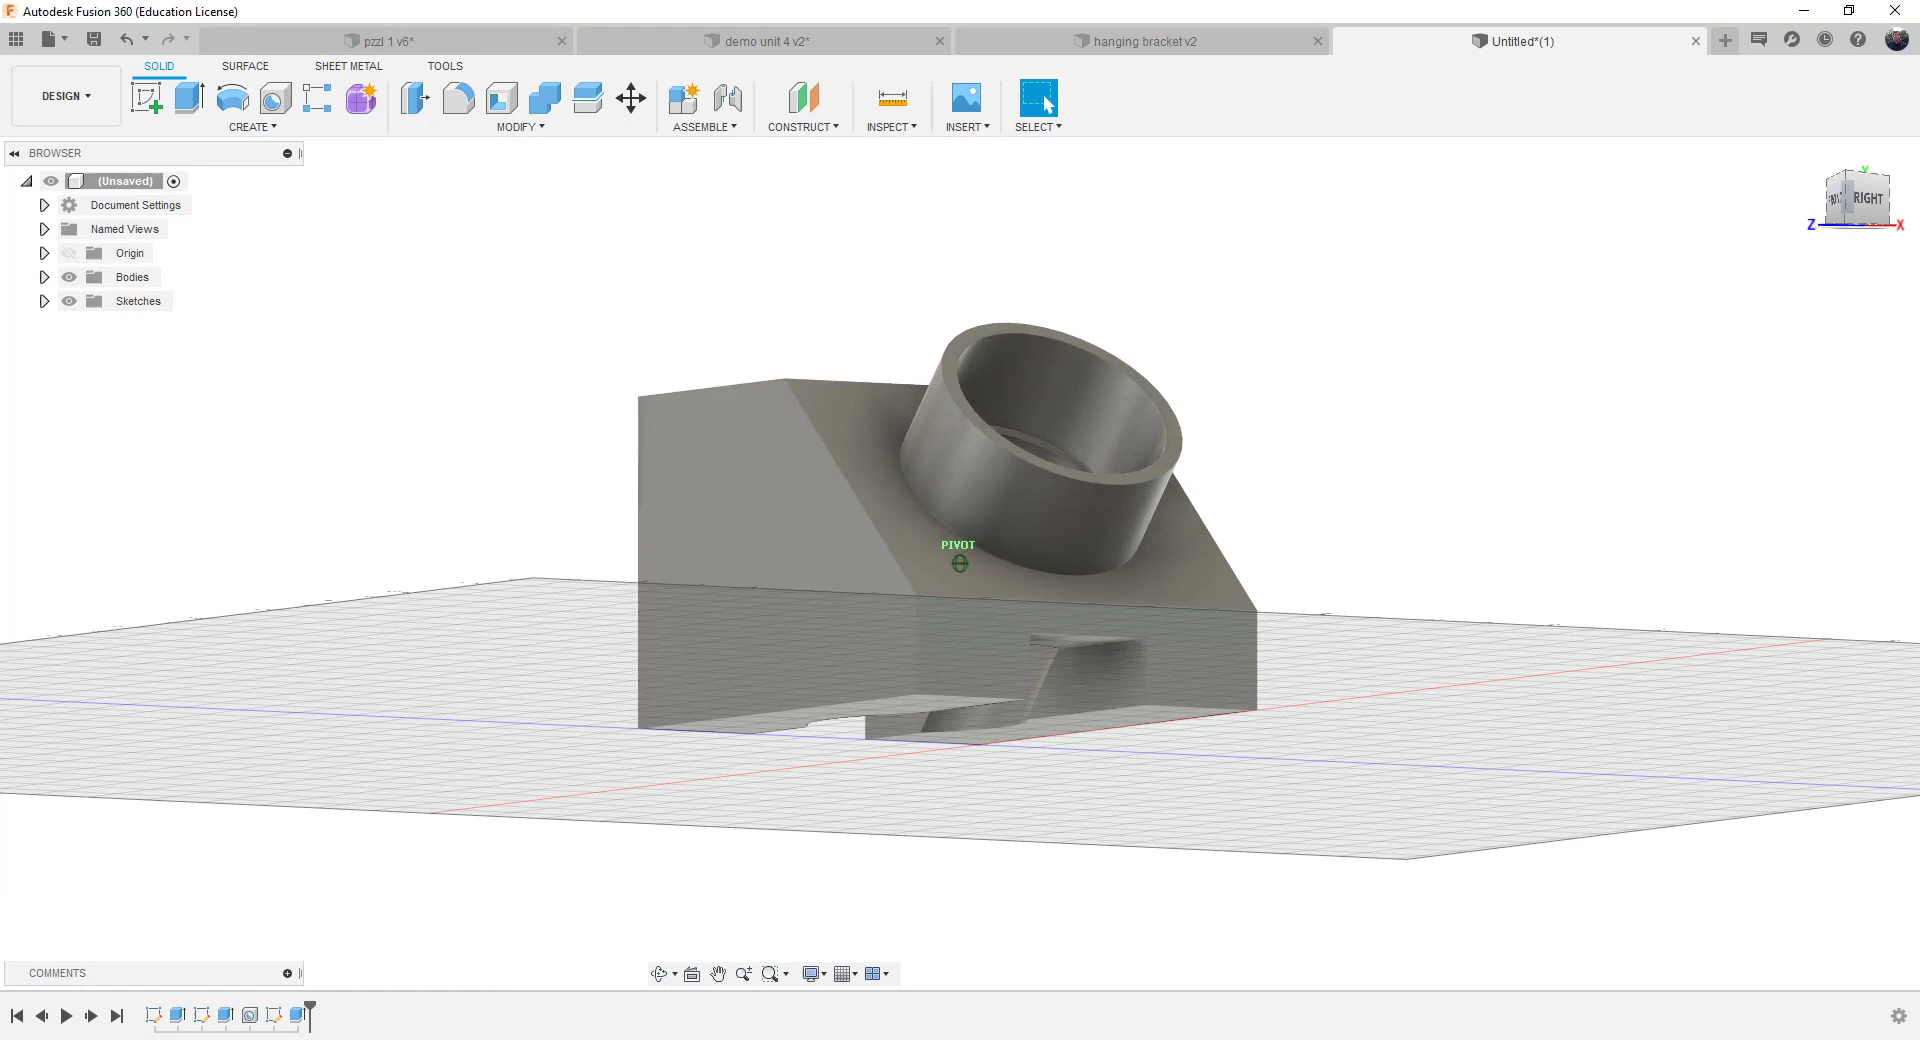 Autodesk Fusion 360 (Education License)
pzzl 1 v6*
demo unit 4 v2*
hanging bracket v2
Untitled*(1)
SOLID
SURFACE
SHEET METAL
TOOLS
DESIGN
CREATE
MODIFY
ASSEMBLE
CONSTRUCT
INSPECT
INSERT
SELECT
BROWSER
(Unsaved)
Document Settings
Named Views
Origin
Bodies
Sketches
Y
RIGHT
Z
X
PIVOT
COMMENTS